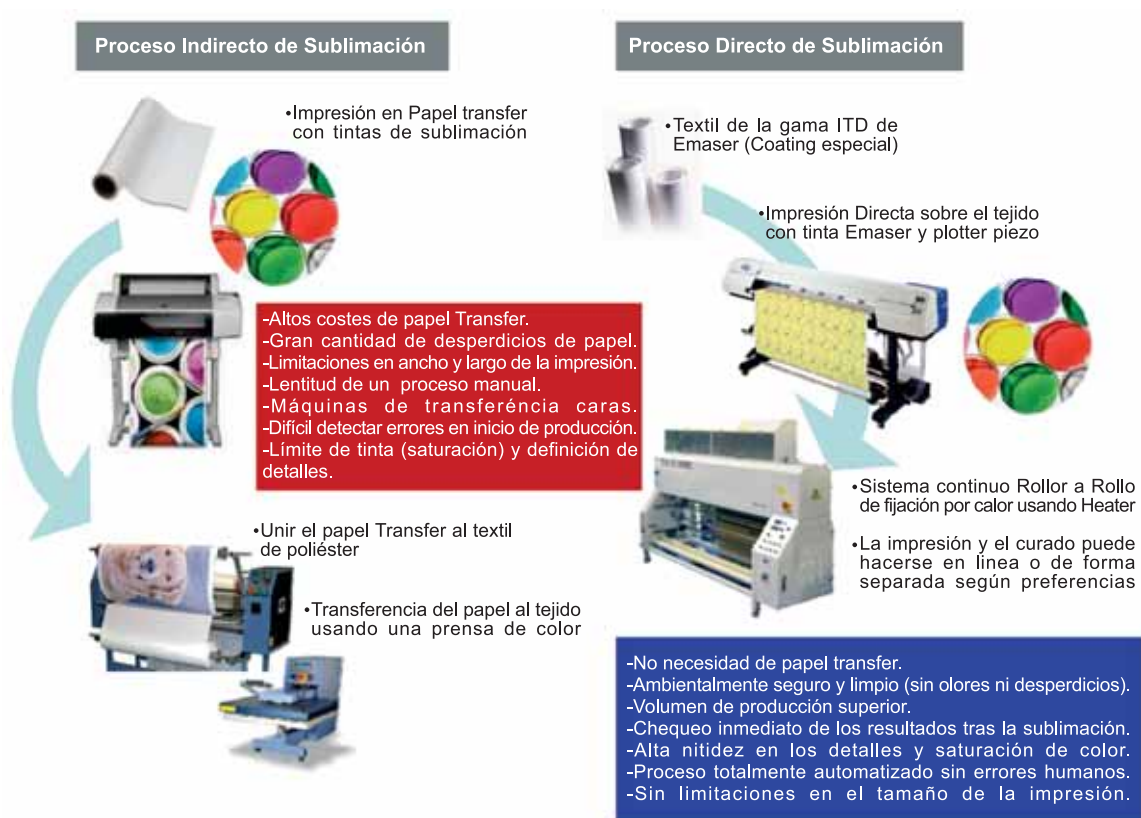 Proceso Indirecto de Sublimación
•Impresión en Papel transfer
con tintas de sublimación
-Altos costes de papel Transfer.
-Gran cantidad de desperdicios de papel.
-Limitaciones en ancho y largo de la impresión.
-Lentitud de un proceso manual.
-Máquinas de transferéncia caras.
-Difícil detectar errores en inicio de producción.
-Límite de tinta (saturación) y definición de
detalles.
•Unir el papel Transfer al textil
de poliéster
•Transferencia del papel al tejido
usando una prensa de color
Proceso Directo de Sublimación
•Textil de la gama ITD de
Emaser (Coating especial)
•Impresión Directa sobre el tejido
con tinta Emaser y plotter piezo
•Sistema continuo Rollor a Rollo
de fijación por calor usando Heater
•La impresión y el curado puede
hacerse en linea o de forma
separada según preferencias
-No necesidad de papel transfer.
-Ambientalmente seguro y limpio (sin olores ni desperdicios).
-Volumen de producción superior.
-Chequeo inmediato de los resultados tras la sublimación.
-Alta nitidez en los detalles y saturación de color.
-Proceso totalmente automatizado sin errores humanos.
-Sin limitaciones en el tamaño de la impresión.